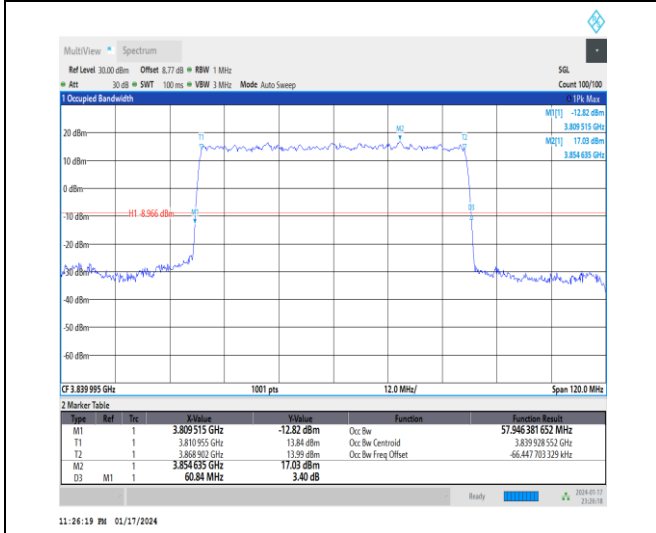 MultiView Spectrum
Ref Level 30.00 dBm Offset 8.77 dB RBW 1 MHz SGL
Att 30 dB SWT 100 ms VBW 3 MHz Mode Auto Sweep Count 100/100
1 Occupied Bandwidth 1Pk Max
M1[1] -12.82 dBm
3.809 515 GHz
M2[1] 17.03 dBm
3.854 635 GHz
20 dBm
T1 M2 T2
10 dBm
0 dBm
H1 -8.966 dBm M1 D3
-10 dBm
-20 dBm
-30 dBm
-40 dBm
-50 dBm
-60 dBm
CF 3.839 995 GHz 1001 pts 12.0 MHz/ Span 120.0 MHz
2 Marker Table
Type Ref Trc X-Value Y-Value Function Function Result
M1 1 3.809 515 GHz -12.82 dBm Occ Bw 57.946 381 652 MHz
T1 1 3.810 955 GHz 13.84 dBm Occ Bw Centroid 3.839 928 552 GHz
T2 1 3.868 902 GHz 13.99 dBm Occ Bw Freq Offset -66.447 703 329 kHz
M2 1 3.854 635 GHz 17.03 dBm
D3 M1 1 60.84 MHz 3.40 dB
Ready 2024-01-17
23:26:18
11:26:19 PM 01/17/2024